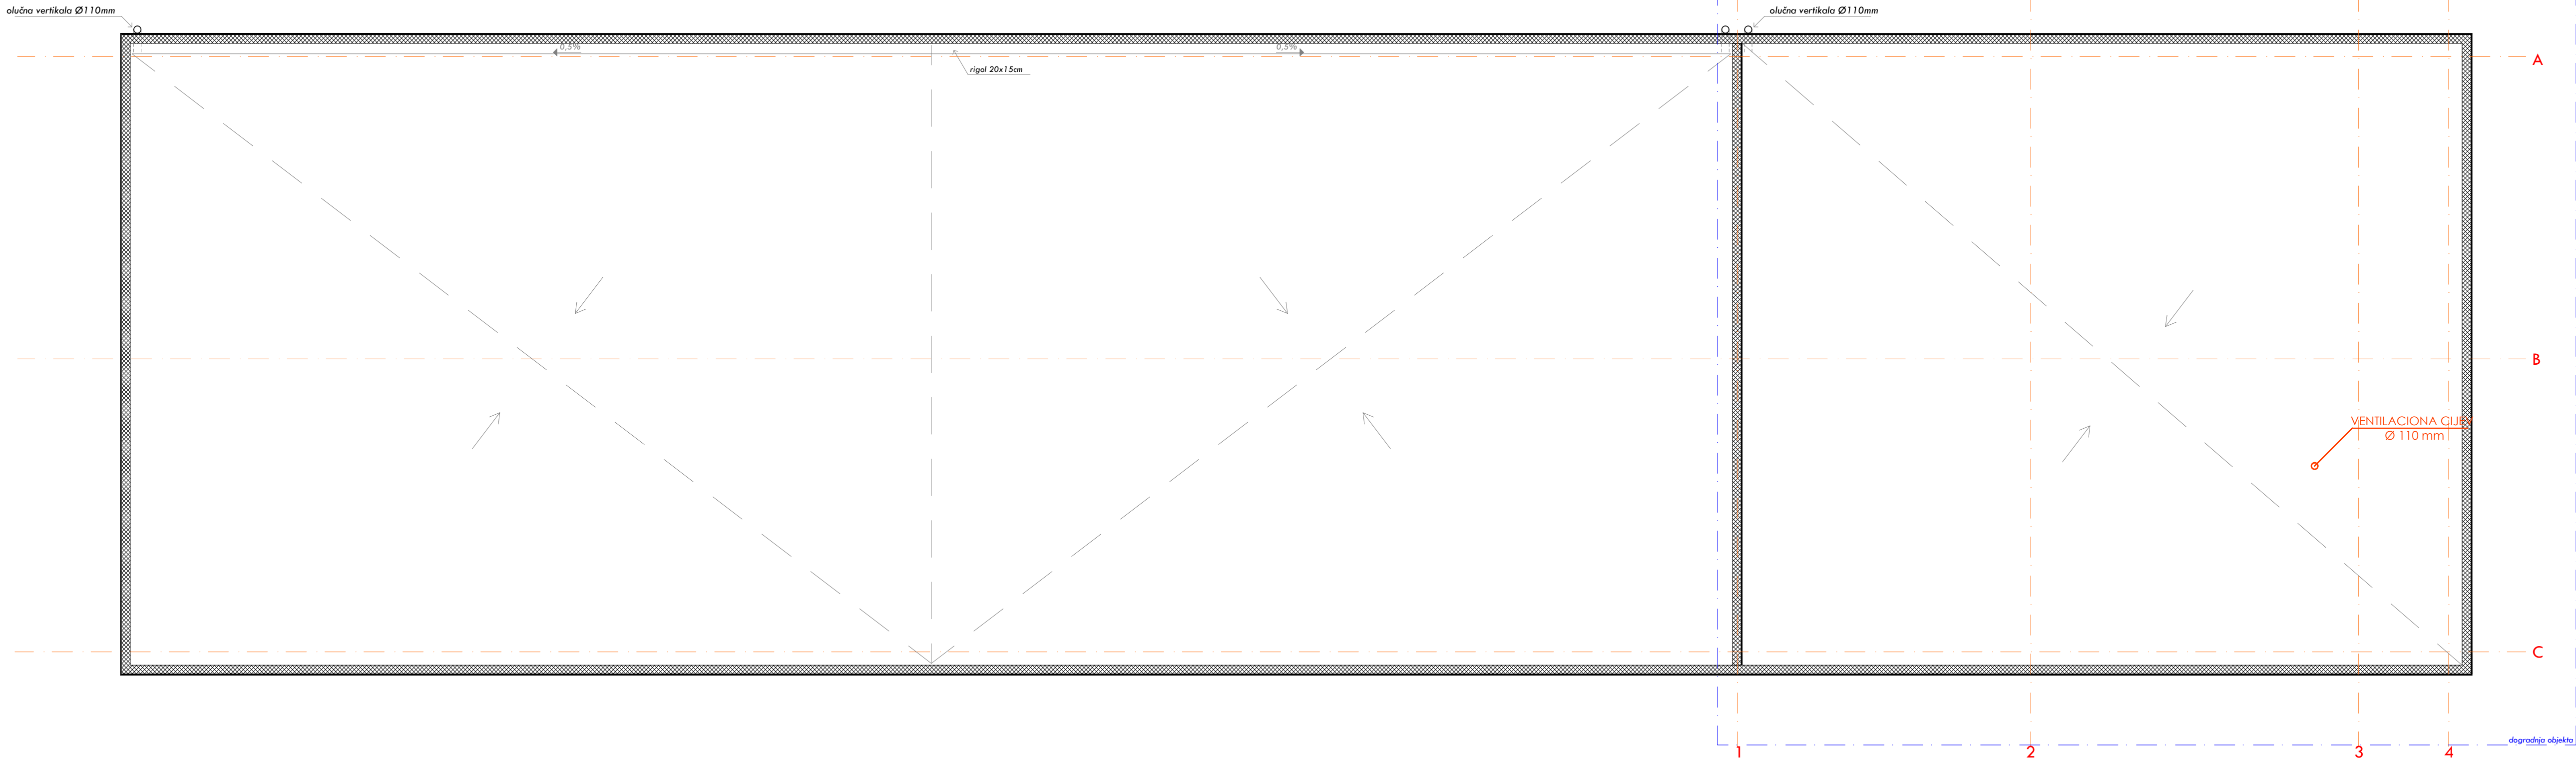 olučna vertikala Ø110mm
olučna vertikala Ø110mm
0,5%
0,5%
rigol 20x15cm
A
B
VENTILACIONA CIJEV
Ø 110 mm
C
dogradnja objekta
1
2
3
4